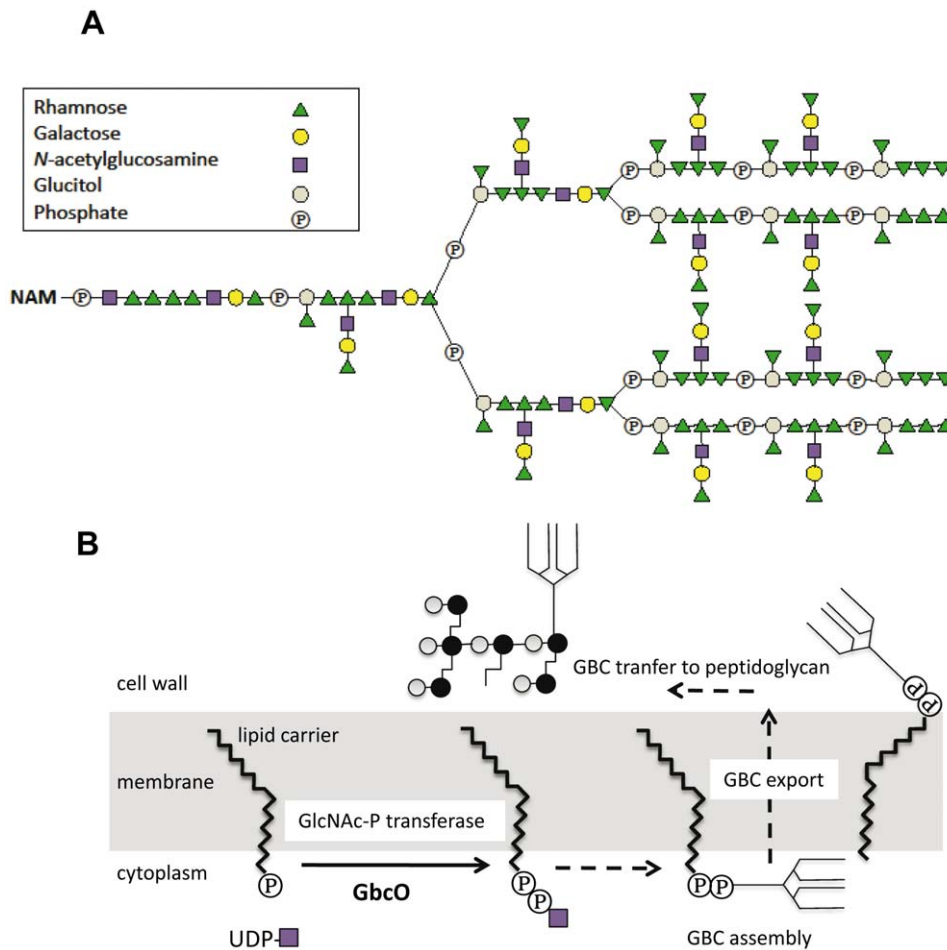 A
Rhamnose
Galactose
N-acetylglucosamine
Glucitol
Phosphate
P
P P
P P P
P P P
NAM P P
P
P P P
P P P
B
GBC tranfer to peptidoglycan
cell wall
P P
lipid carrier
membrane
GBC export
GlcNAc-P transferase
cytoplasm
P
GbcO
P
P
P P
UDP-
GBC assembly